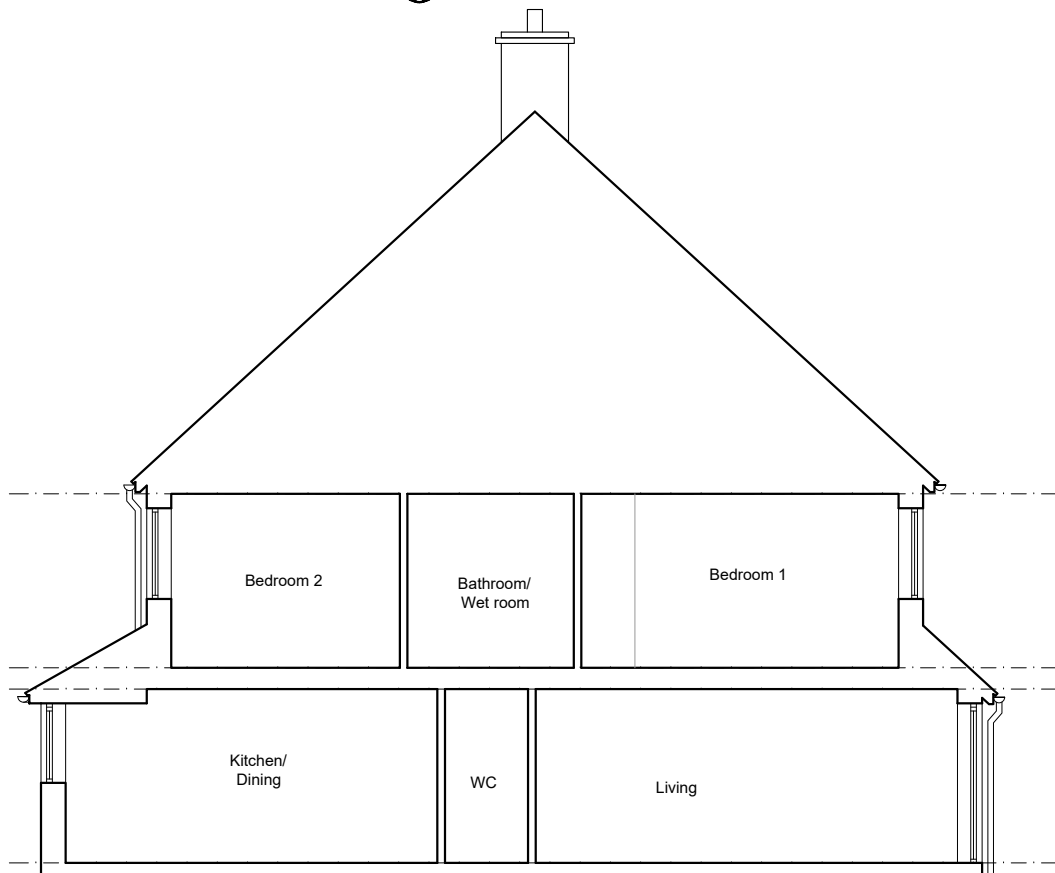 Bedroom 2
Bathroom/
Wet room
Bedroom 1
Kitchen/
Dining
WC
Living